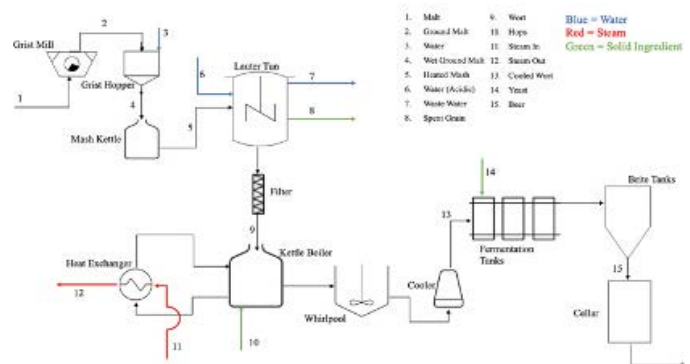 1. Malt
2. Ground Malt
3. Water
4. Wet Ground Malt
5. Heated Mash
6. Water (Acidic)
7. Waste Water
8. Spent Grain
9. Wort
10. Hops
11. Steam In
12. Steam Out
13. Cooled Wort
14. Yeast
15. Beer
Blue = Water
Red = Steam
Green = Solid Ingredient
Grist Mill
2
3
1
Grist Hopper
4
Mash Kettle
5
6
Lauter Tun
7
8
Filter
9
Kettle Boiler
Heat Exchanger
12
11
10
Whirlpool
Cooler
13
14
Fermentation
Tanks
Brite Tanks
15
Cellar